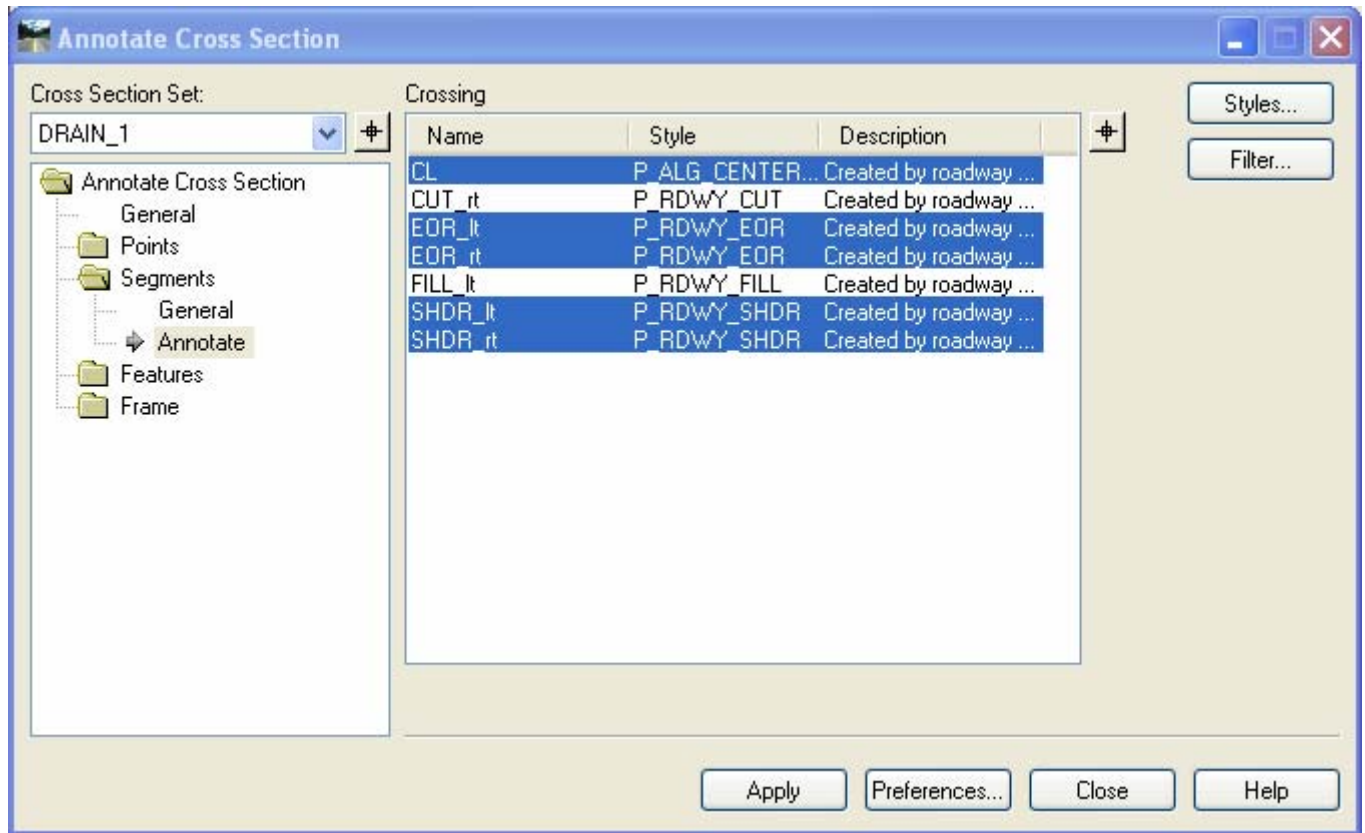 Annotate Cross Section
Cross Section Set:
DRAIN_1
Annotate Cross Section
General
Points
Segments
General
Annotate
Features
Frame
Crossing
Name Style Description
CL P_ALG_CENTER... Created by roadway ...
CUT_rt P_RDWY_CUT Created by roadway ...
EOR_lt P_RDWY_EOR Created by roadway ...
EOR_rt P_RDWY_EOR Created by roadway ...
FILL_lt P_RDWY_FILL Created by roadway ...
SHDR_lt P_RDWY_SHDR Created by roadway ...
SHDR_rt P_RDWY_SHDR Created by roadway ...
Styles...
Filter...
Apply Preferences... Close Help